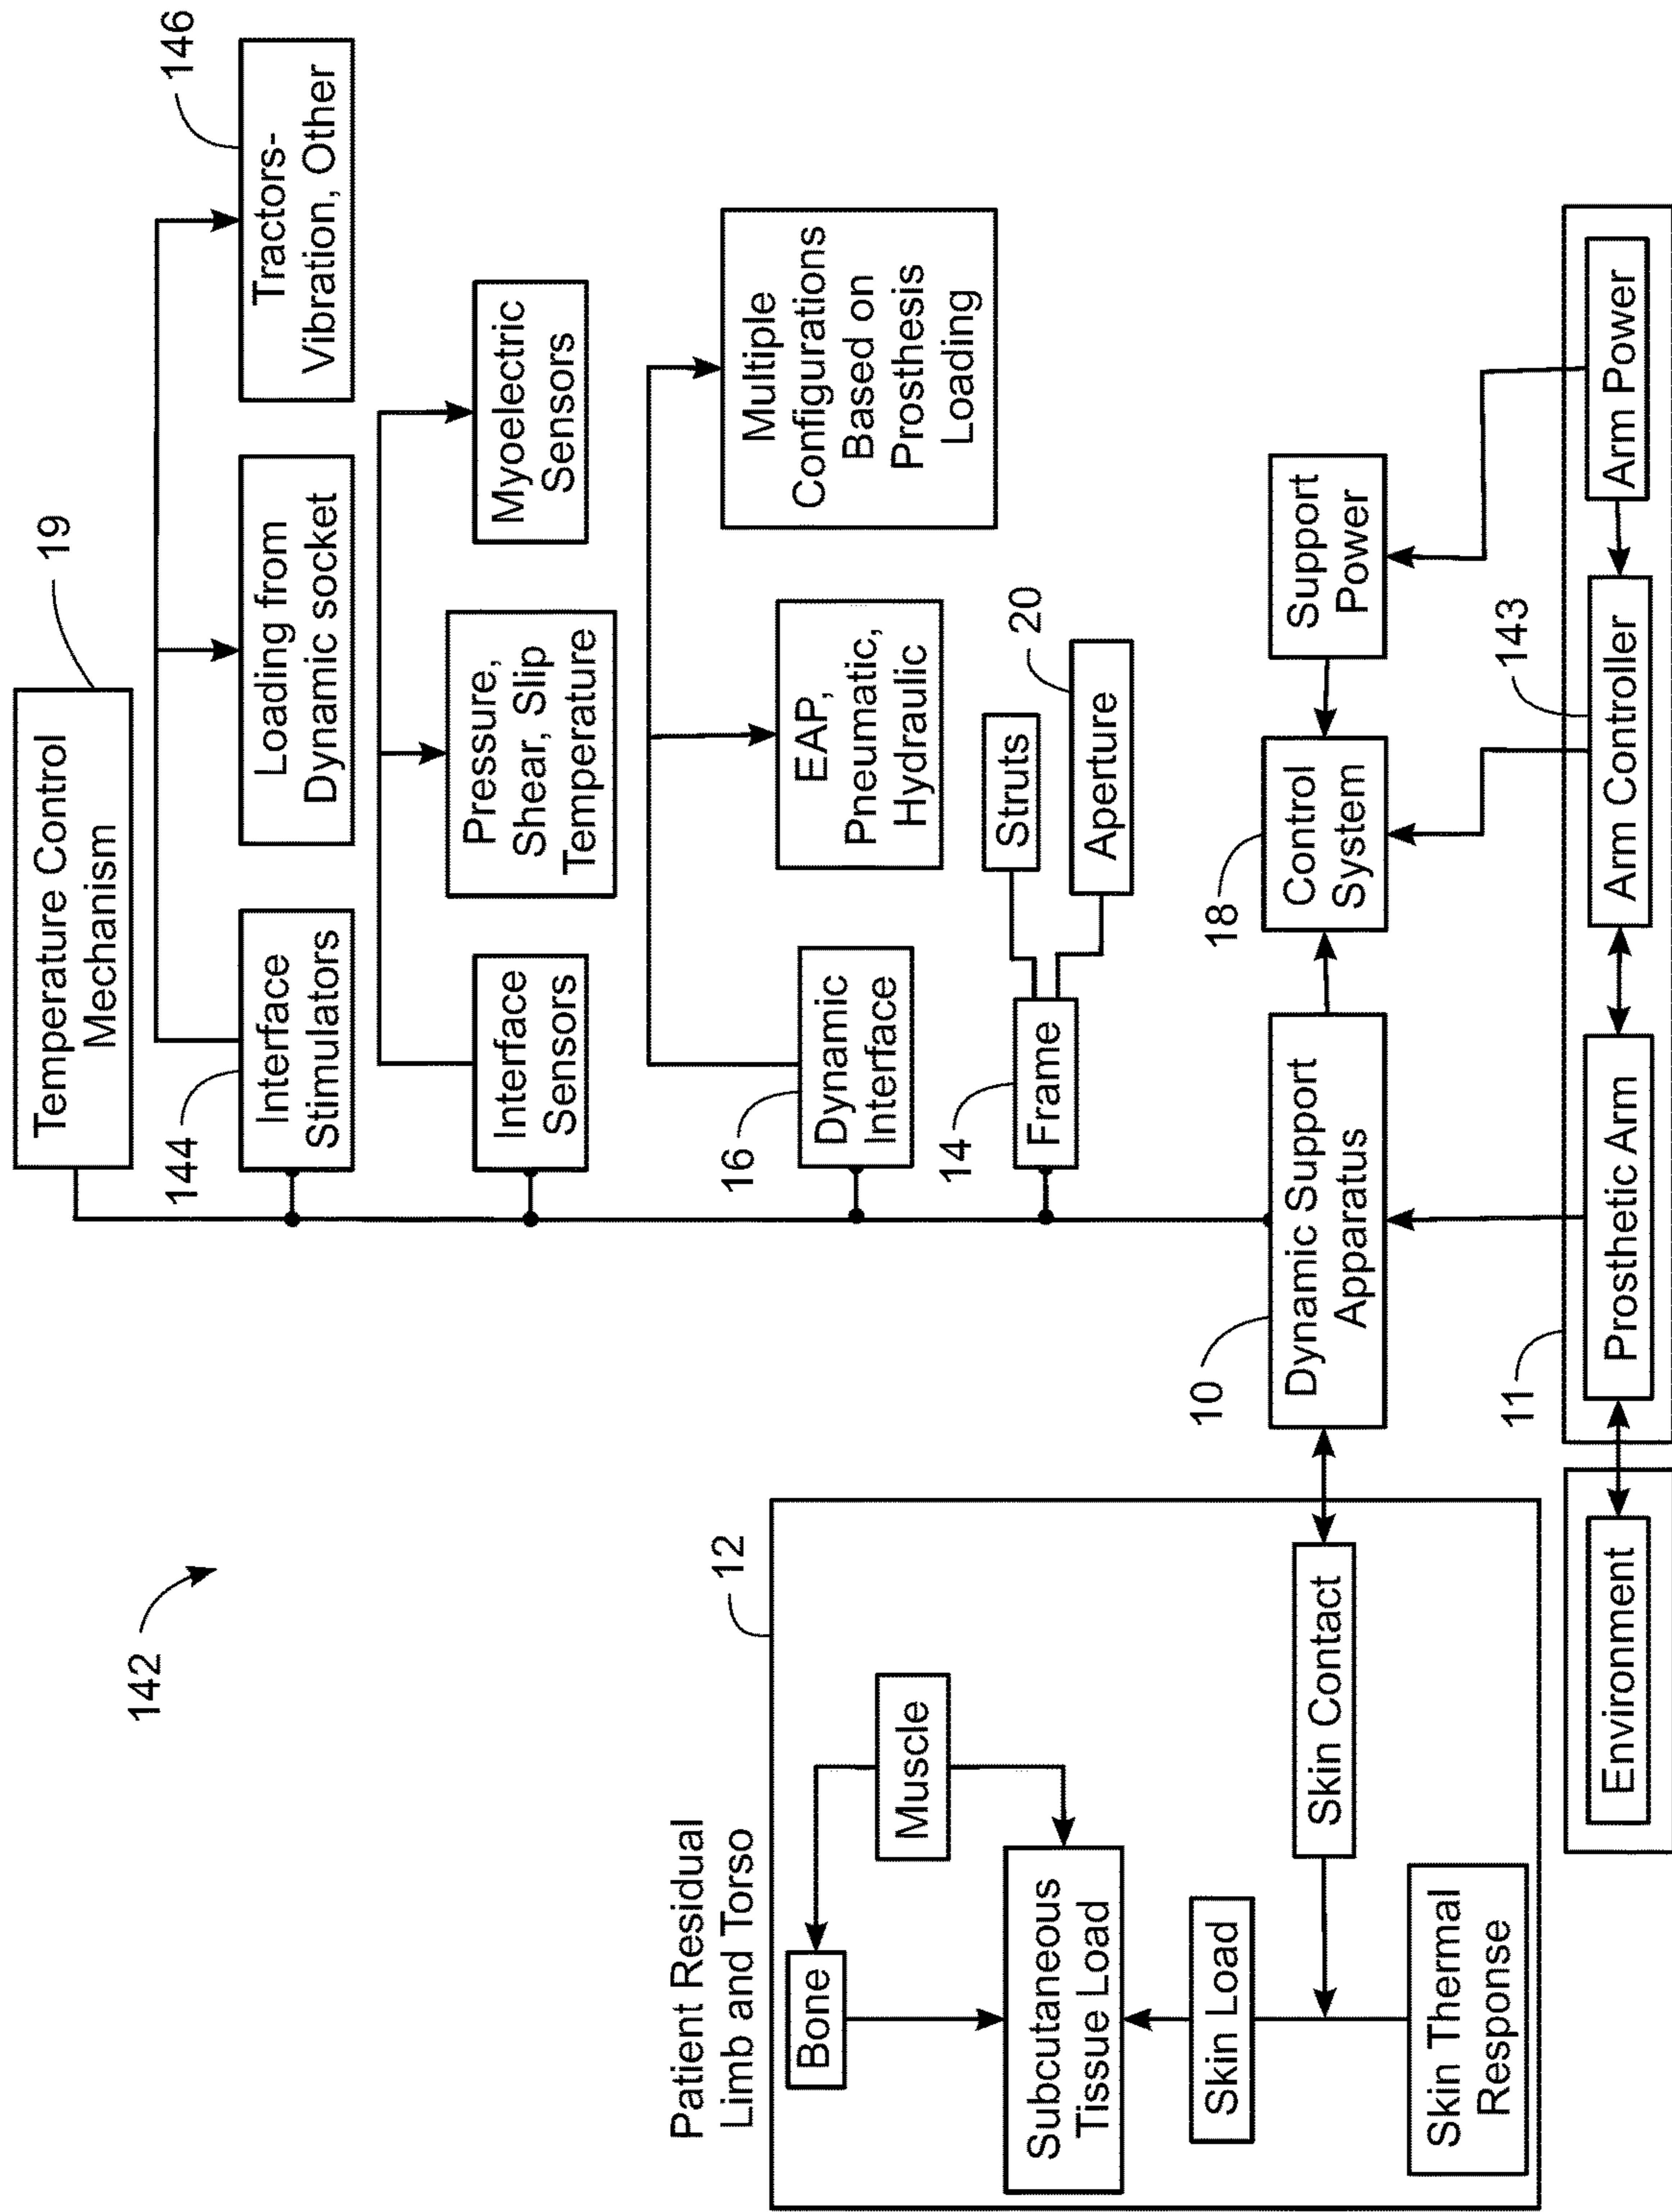 Temperature Control
Mechanism
19
144
Interface
Stimulators
Loading from
Dynamic socket
Tractors-
Vibration, Other
146
Interface
Sensors
Pressure,
Shear, Slip
Temperature
Myoelectric
Sensors
16
Dynamic
Interface
EAP,
Pneumatic,
Hydraulic
Multiple
Configurations
Based on
Prosthesis
Loading
14
Frame
Struts
Aperture
20
142
Patient Residual
Limb and Torso
12
Bone
Muscle
Subcutaneous
Tissue Load
Skin Load
Skin Contact
Skin Thermal
Response
10
Dynamic Support
Apparatus
18
Control
System
Support
Power
Environment
11
Prosthetic Arm
Arm Controller
143
Arm Power